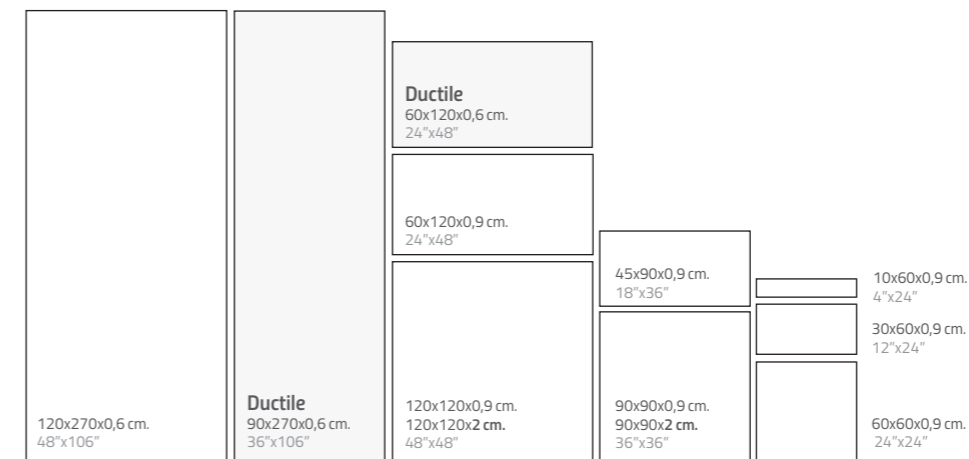 120x270x0,6 cm.
48”x106”
Ductile
90x270x0,6 cm.
36”x106”
Ductile
60x120x0,6 cm.
24”x48”
60x120x0,9 cm.
24”x48”
120x120x0,9 cm.
120x120x2 cm.
48”x48”
45x90x0,9 cm.
18”x36”
90x90x0,9 cm.
90x90x2 cm.
36”x36”
10x60x0,9 cm.
4”x24”
30x60x0,9 cm.
12”x24”
60x60x0,9 cm.
24”x24”